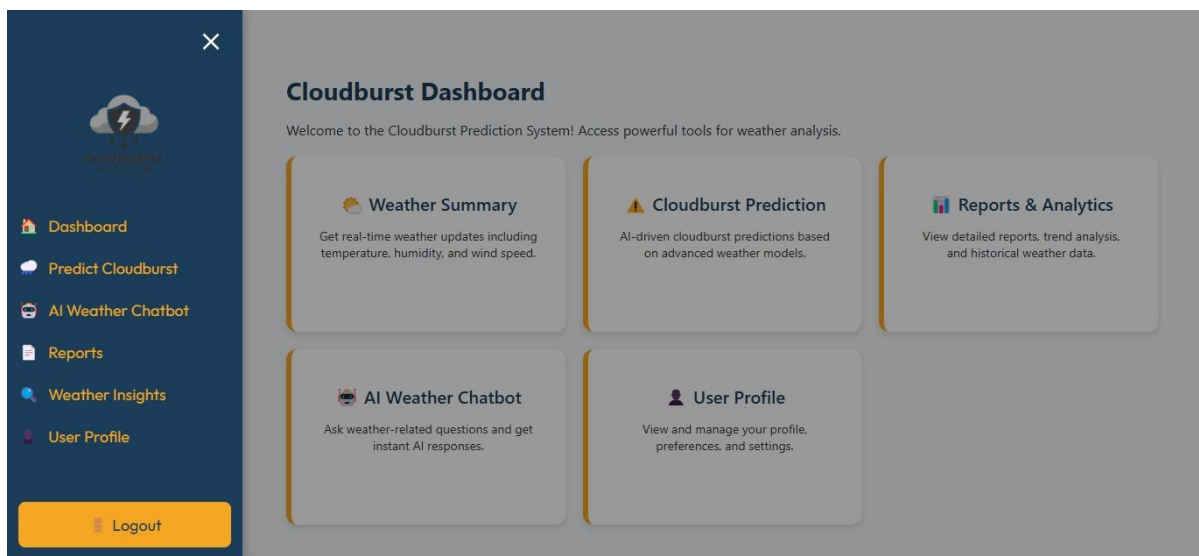 Dashboard
Predict Cloudburst
AI Weather Chatbot
Reports
Weather Insights
User Profile
Logout
Cloudburst Dashboard
Welcome to the Cloudburst Prediction System! Access powerful tools for weather analysis.
Weather Summary
Get real-time weather updates including
temperature, humidity, and wind speed.
Cloudburst Prediction
AI-driven cloudburst predictions based
on advanced weather models.
Reports & Analytics
View detailed reports, trend analysis,
and historical weather data.
AI Weather Chatbot
Ask weather-related questions and get
instant AI responses.
User Profile
View and manage your profile,
preferences, and settings.